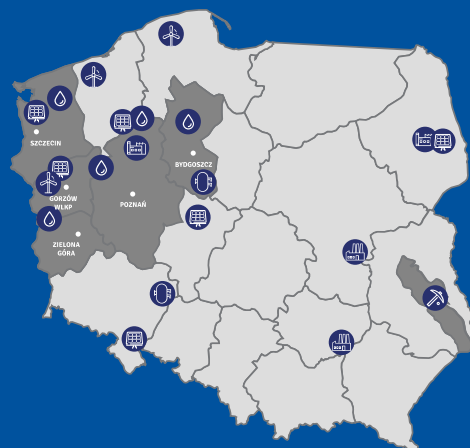 SZCZECIN
BYDGOSZCZ
GORZÓW
WLKP
POZNAŃ
ZIELONA
GÓRA